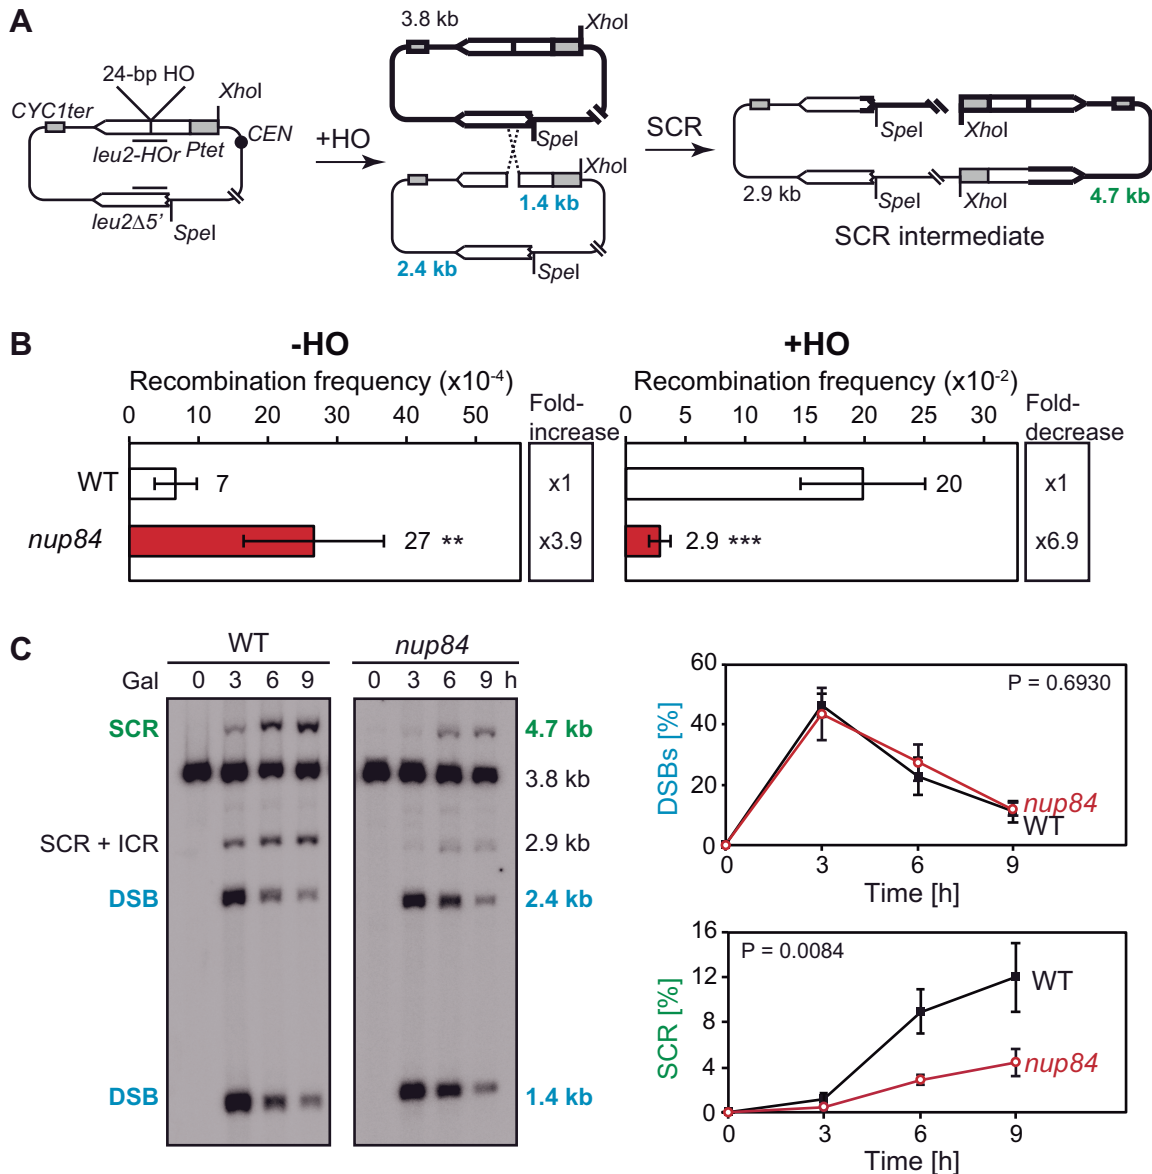 A
24-bp HO
CYC1ter
XhoI
leu2-HOr
Ptet
CEN
leu2Δ5'
SpeI
+HO
3.8 kb
XhoI
SpeI
XhoI
1.4 kb
2.4 kb
SpeI
SCR
SpeI
XhoI
2.9 kb
SpeI
XhoI
4.7 kb
SCR intermediate
B
-HO
Recombination frequency (x10-4)
0 10 20 30 40 50
Fold-
increase
WT
7
x1
nup84
27 **
x3.9
+HO
Recombination frequency (x10-2)
0 5 10 15 20 25 30
Fold-
decrease
20
x1
2.9 ***
x6.9
C
WT
nup84
Gal 0 3 6 9 0 3 6 9 h
SCR
4.7 kb
3.8 kb
SCR + ICR
2.9 kb
DSB
2.4 kb
DSB
1.4 kb
60
40
20
0
DSBs [%]
P = 0.6930
nup84
WT
0 3 6 9
Time [h]
16
12
8
4
0
SCR [%]
P = 0.0084
WT
nup84
0 3 6 9
Time [h]